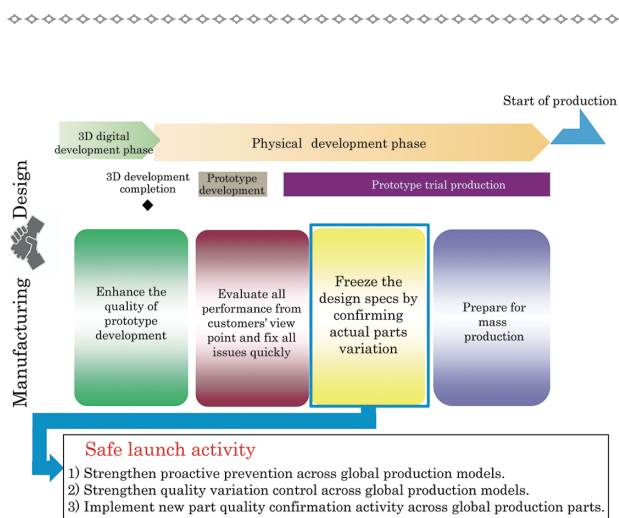 Start of production
3D digital
development phase
Physical development phase
3D development
completion
Prototype
development
Prototype trial production
Design
Manufacturing
Enhance the
quality of
prototype
development
Evaluate all
performance from
customers' view
point and fix all
issues quickly
Freeze the
design specs by
confirming
actual parts
variation
Prepare for
mass
production
Safe launch activity
1) Strengthen proactive prevention across global production models.
2) Strengthen quality variation control across global production models.
3) Implement new part quality confirmation activity across global production parts.